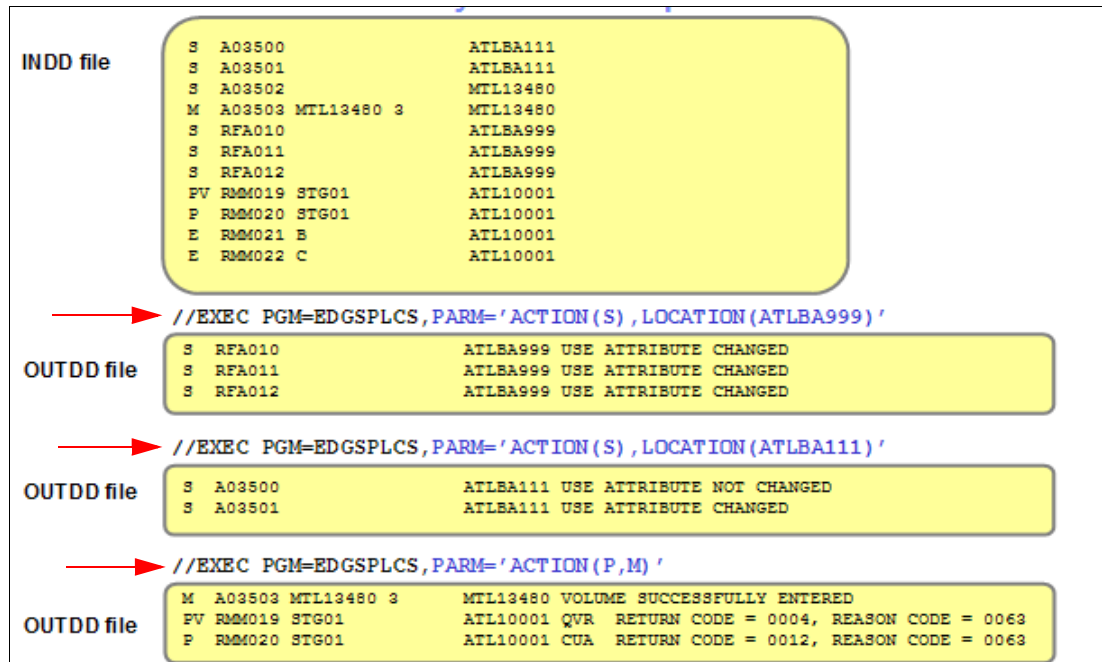 INDD file
S A03500 ATLBA111
S A03501 ATLBA111
S A03502 MTL13480
M A03503 MTL13480 3 MTL13480
S RFA010 ATLBA999
S RFA011 ATLBA999
S RFA012 ATLBA999
PV RMM019 STG01 ATL10001
P RMM020 STG01 ATL10001
E RMM021 B ATL10001
E RMM022 C ATL10001
//EXEC PGM=EDGSPLCS,PARM='ACTION(S),LOCATION(ATLBA999)'
OUTDD file
S RFA010 ATLBA999 USE ATTRIBUTE CHANGED
S RFA011 ATLBA999 USE ATTRIBUTE CHANGED
S RFA012 ATLBA999 USE ATTRIBUTE CHANGED
//EXEC PGM=EDGSPLCS,PARM='ACTION(S),LOCATION(ATLBA111)'
OUTDD file
S A03500 ATLBA111 USE ATTRIBUTE NOT CHANGED
S A03501 ATLBA111 USE ATTRIBUTE CHANGED
//EXEC PGM=EDGSPLCS,PARM='ACTION(P,M)'
OUTDD file
M A03503 MTL13480 3 MTL13480 VOLUME SUCCESSFULLY ENTERED
PV RMM019 STG01 ATL10001 QVR RETURN CODE = 0004, REASON CODE = 0063
P RMM020 STG01 ATL10001 CUA RETURN CODE = 0012, REASON CODE = 0063